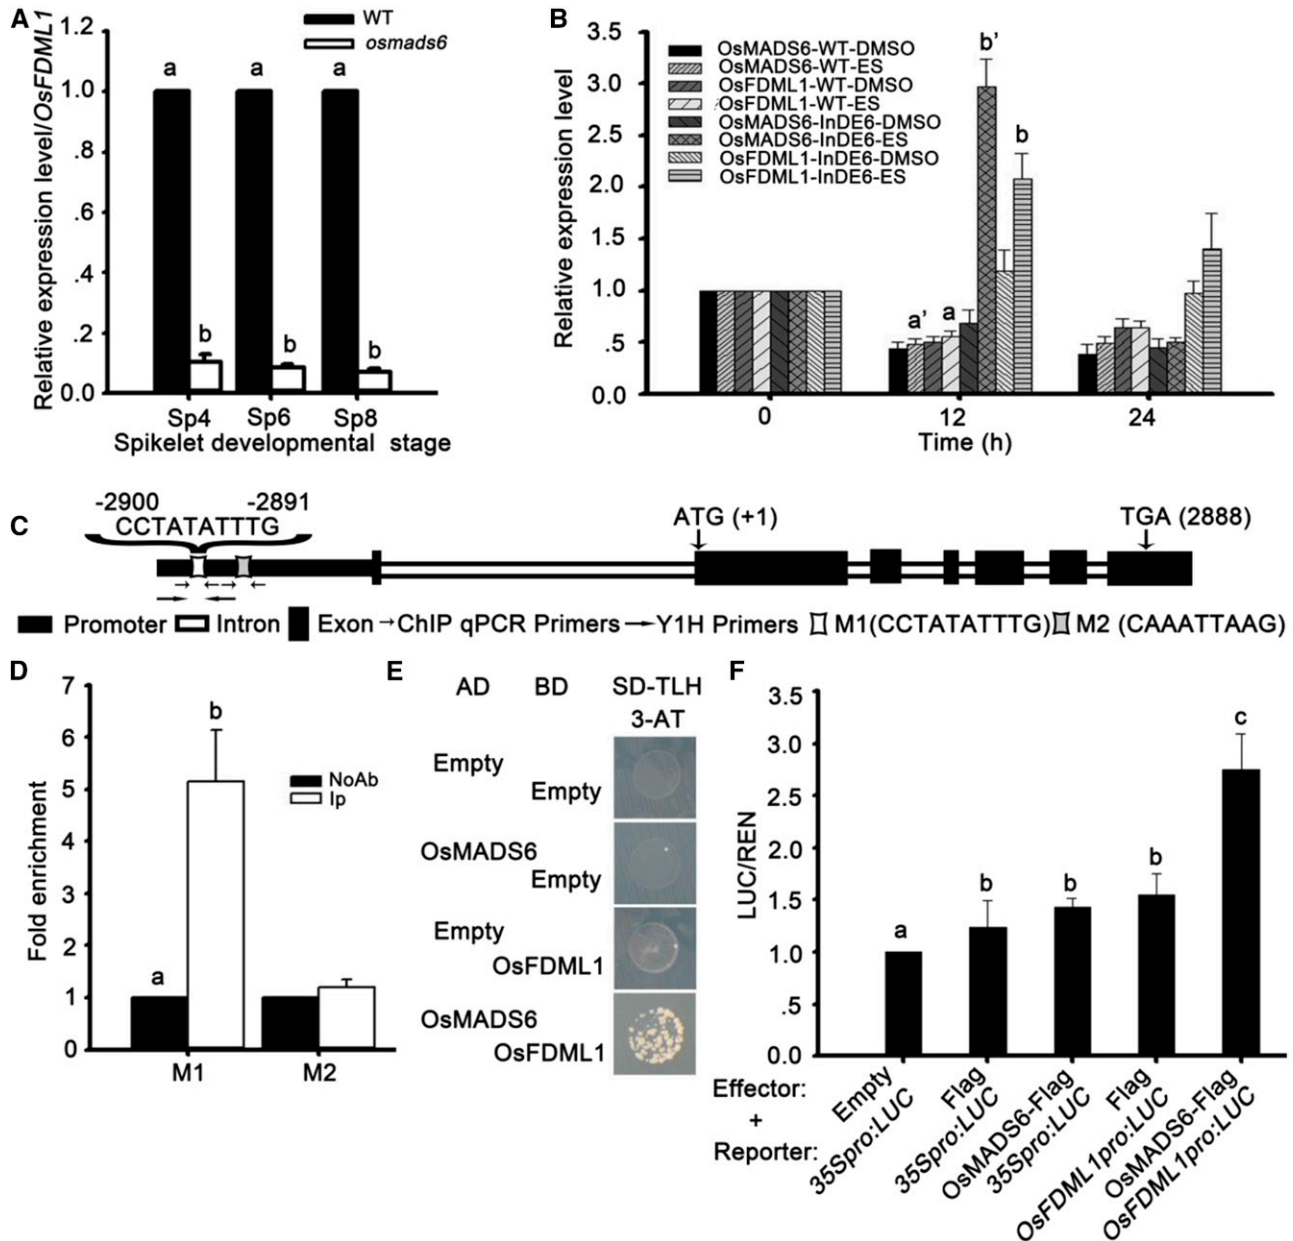 A
Relative expression level/OsFDML1
1.2
1.0
.8
.6
.4
.2
0.0
WT
osmads6
a
a
a
b
b
b
Sp4
Sp6
Sp8
Spikelet developmental stage
B
Relative expression level
3.5
3.0
2.5
2.0
1.5
1.0
.5
0.0
OsMADS6-WT-DMSO
OsMADS6-WT-ES
OsFDML1-WT-DMSO
OsFDML1-WT-ES
OsMADS6-InDE6-DMSO
OsMADS6-InDE6-ES
OsFDML1-InDE6-DMSO
OsFDML1-InDE6-ES
a’
a
b’
b
0
12
24
Time (h)
C
-2900
-2891
CCTATATTTG
ATG (+1)
TGA (2888)
Promoter
Intron
Exon
ChIP qPCR Primers
Y1H Primers
M1(CCTATATTTG)
M2 (CAAATTAAG)
D
Fold enrichment
7
6
5
4
3
2
1
0
NoAb
Ip
a
b
M1
M2
E
AD
BD
SD-TLH
3-AT
Empty
Empty
OsMADS6
Empty
Empty
OsFDML1
OsMADS6
OsFDML1
F
LUC/REN
3.5
3.0
2.5
2.0
1.5
1.0
.5
0.0
a
b
b
b
c
Effector:
+
Reporter:
Empty
35Spro:LUC
Flag
35Spro:LUC
OsMADS6-Flag
35Spro:LUC
Flag
OsFDML1pro:LUC
OsMADS6-Flag
OsFDML1pro:LUC